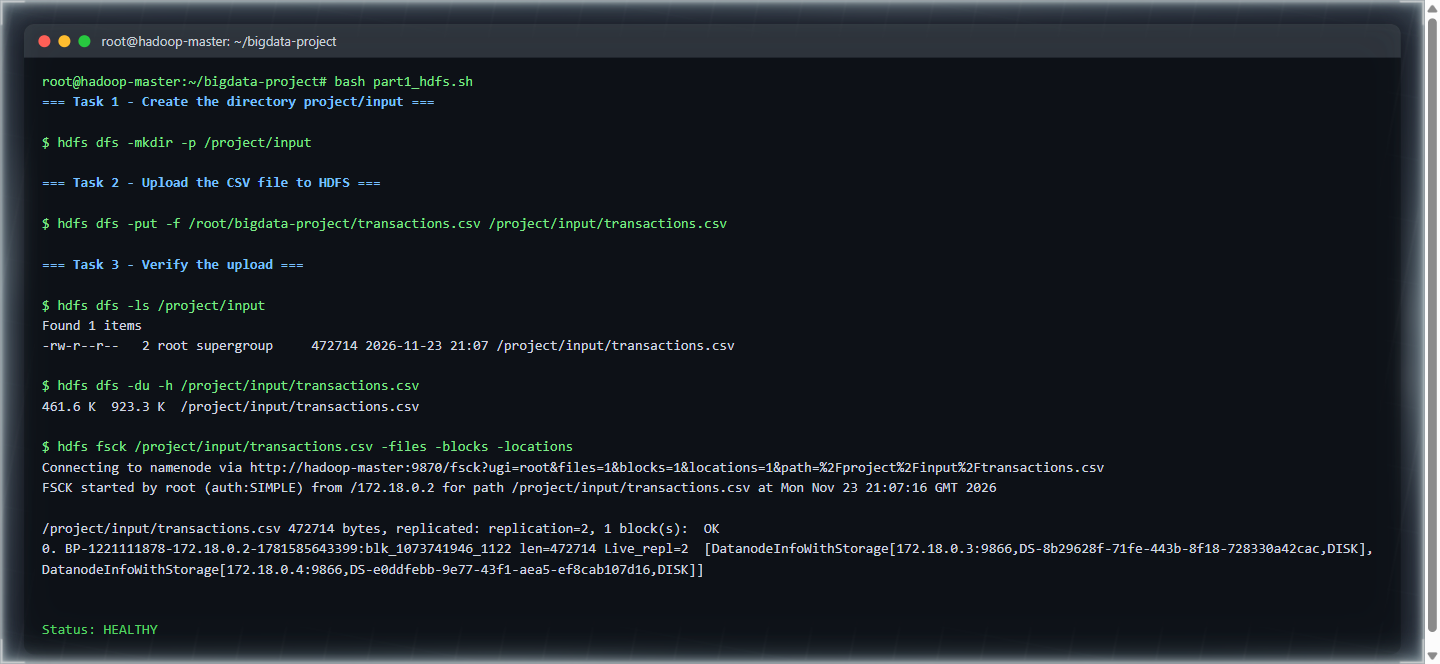 root@hadoop-master: ~/bigdata-project
root@hadoop-master:~/bigdata-project# bash part1_hdfs.sh
=== Task 1 - Create the directory project/input ===
$ hdfs dfs -mkdir -p /project/input
=== Task 2 - Upload the CSV file to HDFS ===
$ hdfs dfs -put -f /root/bigdata-project/transactions.csv /project/input/transactions.csv
=== Task 3 - Verify the upload ===
$ hdfs dfs -ls /project/input
Found 1 items
-rw-r--r--   2 root supergroup     472714 2026-11-23 21:07 /project/input/transactions.csv
$ hdfs dfs -du -h /project/input/transactions.csv
461.6 K  923.3 K  /project/input/transactions.csv
$ hdfs fsck /project/input/transactions.csv -files -blocks -locations
Connecting to namenode via http://hadoop-master:9870/fsck?ugi=root&files=1&blocks=1&locations=1&path=%2Fproject%2Finput%2Ftransactions.csv
FSCK started by root (auth:SIMPLE) from /172.18.0.2 for path /project/input/transactions.csv at Mon Nov 23 21:07:16 GMT 2026
/project/input/transactions.csv 472714 bytes, replicated: replication=2, 1 block(s):  OK
0. BP-1221111878-172.18.0.2-1781585643399:blk_1073741946_1122 len=472714 Live_repl=2  [DatanodeInfoWithStorage[172.18.0.3:9866,DS-8b29628f-71fe-443b-8f18-728330a42cac,DISK],
DatanodeInfoWithStorage[172.18.0.4:9866,DS-e0ddfebb-9e77-43f1-aea5-ef8cab107d16,DISK]]
Status: HEALTHY